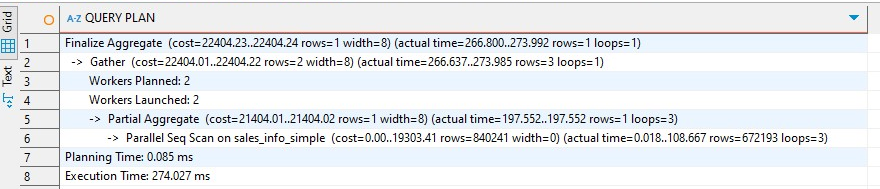 Grid
Text
A-Z QUERY PLAN
1 Finalize Aggregate (cost=22404.23..22404.24 rows=1 width=8) (actual time=266.800..273.992 rows=1 loops=1)
2 -> Gather (cost=22404.01..22404.22 rows=2 width=8) (actual time=266.637..273.985 rows=3 loops=1)
3 Workers Planned: 2
4 Workers Launched: 2
5 -> Partial Aggregate (cost=21404.01..21404.02 rows=1 width=8) (actual time=197.552..197.552 rows=1 loops=3)
6 -> Parallel Seq Scan on sales_info_simple (cost=0.00..19303.41 rows=840241 width=0) (actual time=0.018..108.667 rows=672193 loops=3)
7 Planning Time: 0.085 ms
8 Execution Time: 274.027 ms